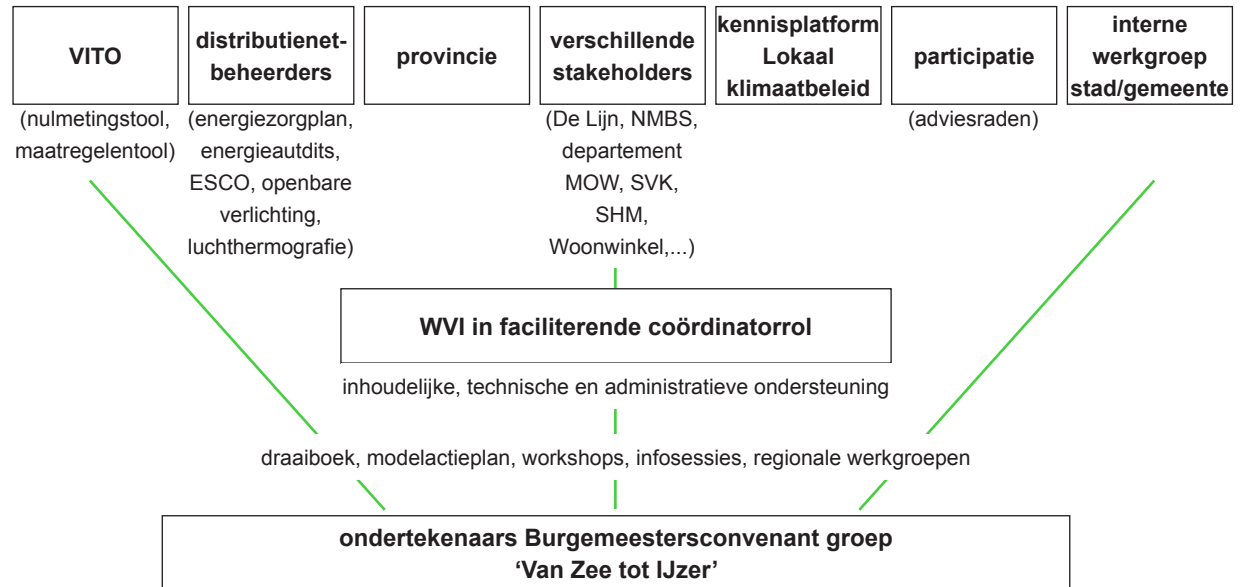 VITO
(nulmetingstool,
maatregelentool)
distributienet-
beheerders
(energiezorgplan,
energieautdits,
ESCO, openbare
verlichting,
luchthermografie)
provincie
verschillende
stakeholders
(De Lijn, NMBS,
departement
MOW, SVK,
SHM,
Woonwinkel,...)
kennisplatform
Lokaal
klimaatbeleid
participatie
(adviesraden)
interne
werkgroep
stad/gemeente
WVI in faciliterende coördinatorrol
inhoudelijke, technische en administratieve ondersteuning
draaiboek, modelactieplan, workshops, infosessies, regionale werkgroepen
ondertekenaars Burgemeestersconvenant groep
‘Van Zee tot IJzer’